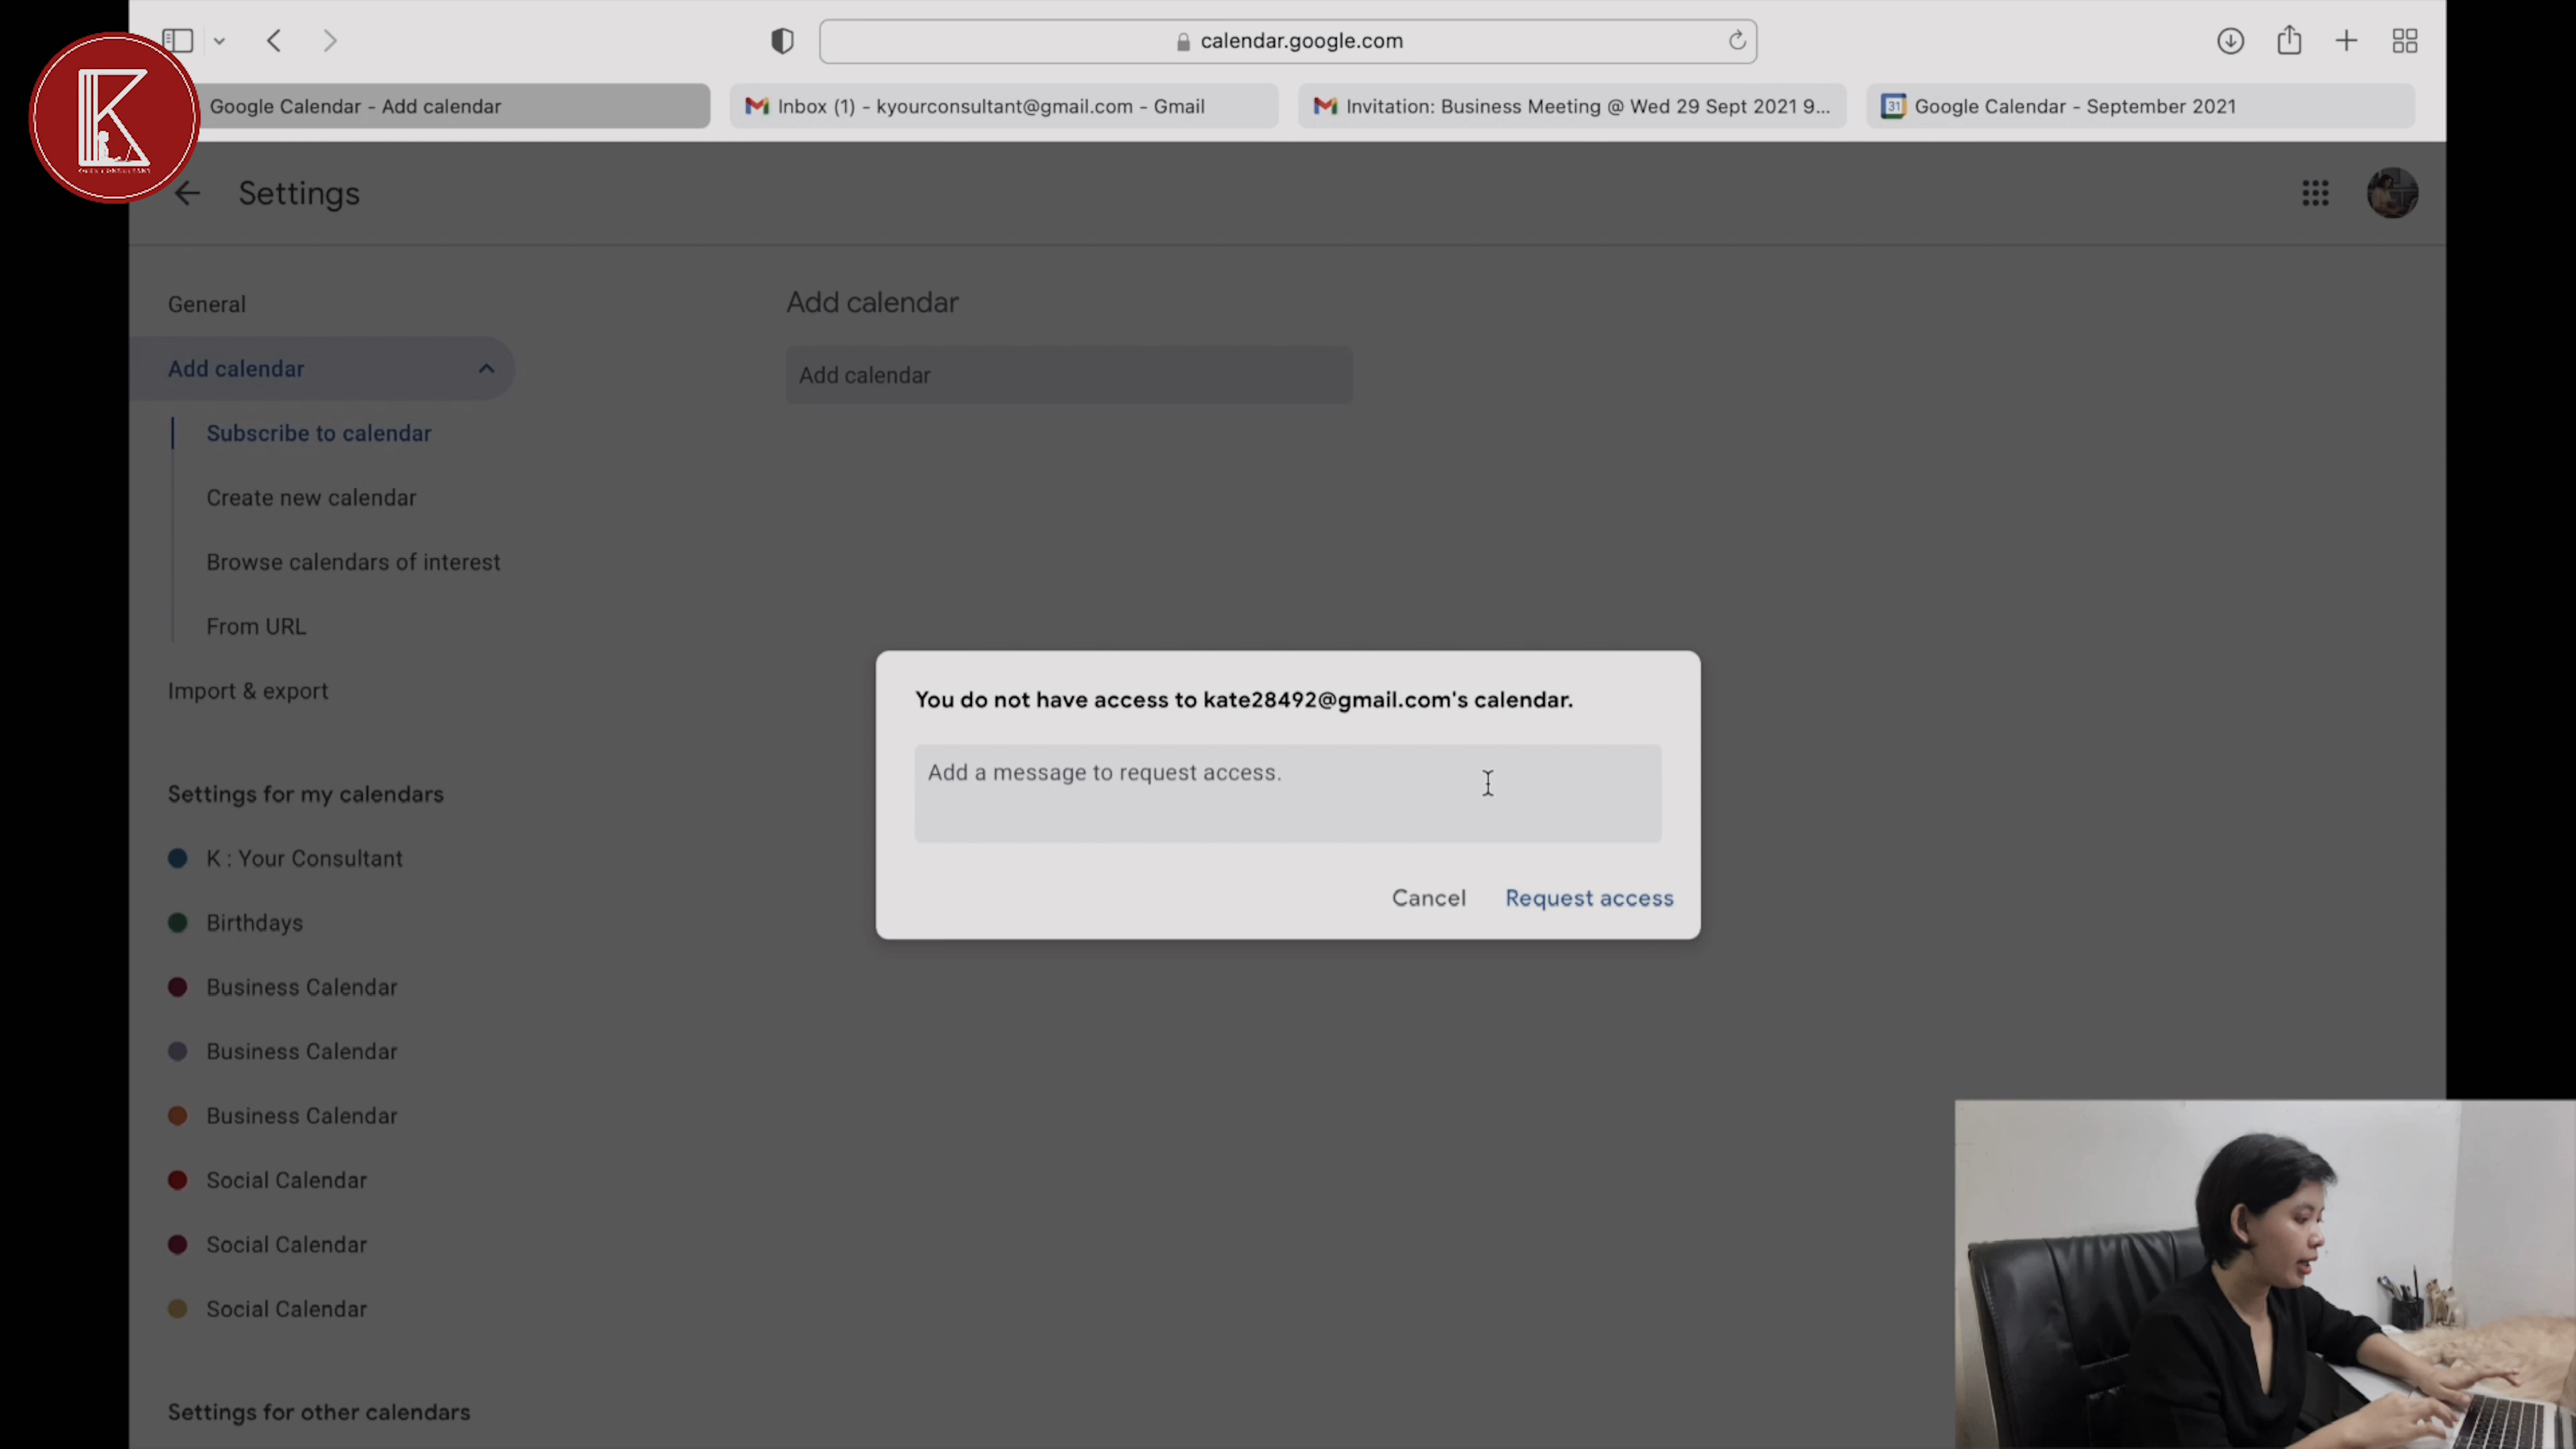 calendar.google.com
Google Calendar - Add calendar
Inbox (1) - kyourconsultant@gmail.com - Gmail
Invitation: Business Meeting @ Wed 29 Sept 2021 9...
31 Google Calendar - September 2021
K
Settings
General
Add calendar
Subscribe to calendar
Create new calendar
Browse calendars of interest
From URL
Import & export
Settings for my calendars
K : Your Consultant
Birthdays
Business Calendar
Business Calendar
Business Calendar
Social Calendar
Social Calendar
Social Calendar
Settings for other calendars
Add calendar
Add calendar
You do not have access to kate28492@gmail.com's calendar.
Add a message to request access.
Cancel Request access